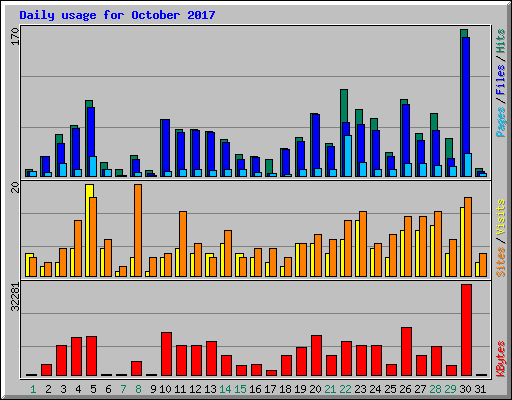 Daily usage for October 2017
170
Pages / Files / Hits
20
Sites / Visits
32281
KBytes
1 2 3 4 5 6 7 8 9 10 11 12 13 14 15 16 17 18 19 20 21 22 23 24 25 26 27 28 29 30 31